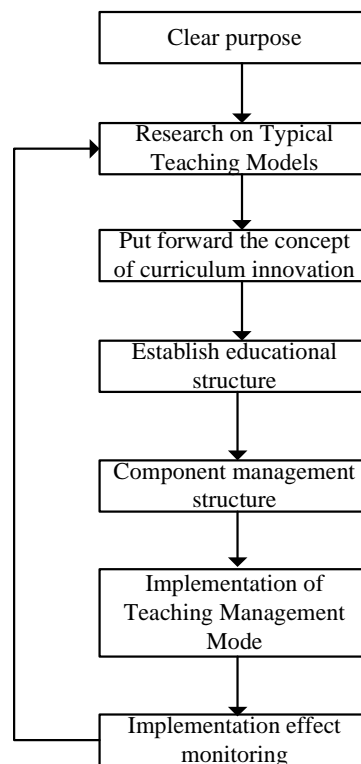 Clear purpose
Research on Typical
Teaching Models
Put forward the concept
of curriculum innovation
Establish educational
structure
Component management
structure
Implementation of
Teaching Management
Mode
Implementation effect
monitoring